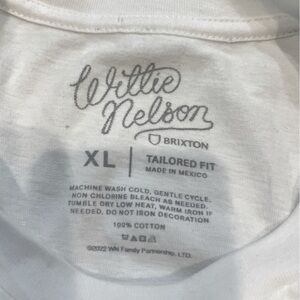 Willie
Nelson
BRIXTON
XL | TAILORED FIT
MADE IN MEXICO
MACHINE WASH COLD, GENTLE CYCLE.
NON CHLORINE BLEACH AS NEEDED.
TUMBLE DRY LOW HEAT, WARM IRON IF
NEEDED, DO NOT IRON DECORATION
100% COTTON
©2022 WN Family Partnership, LTD.